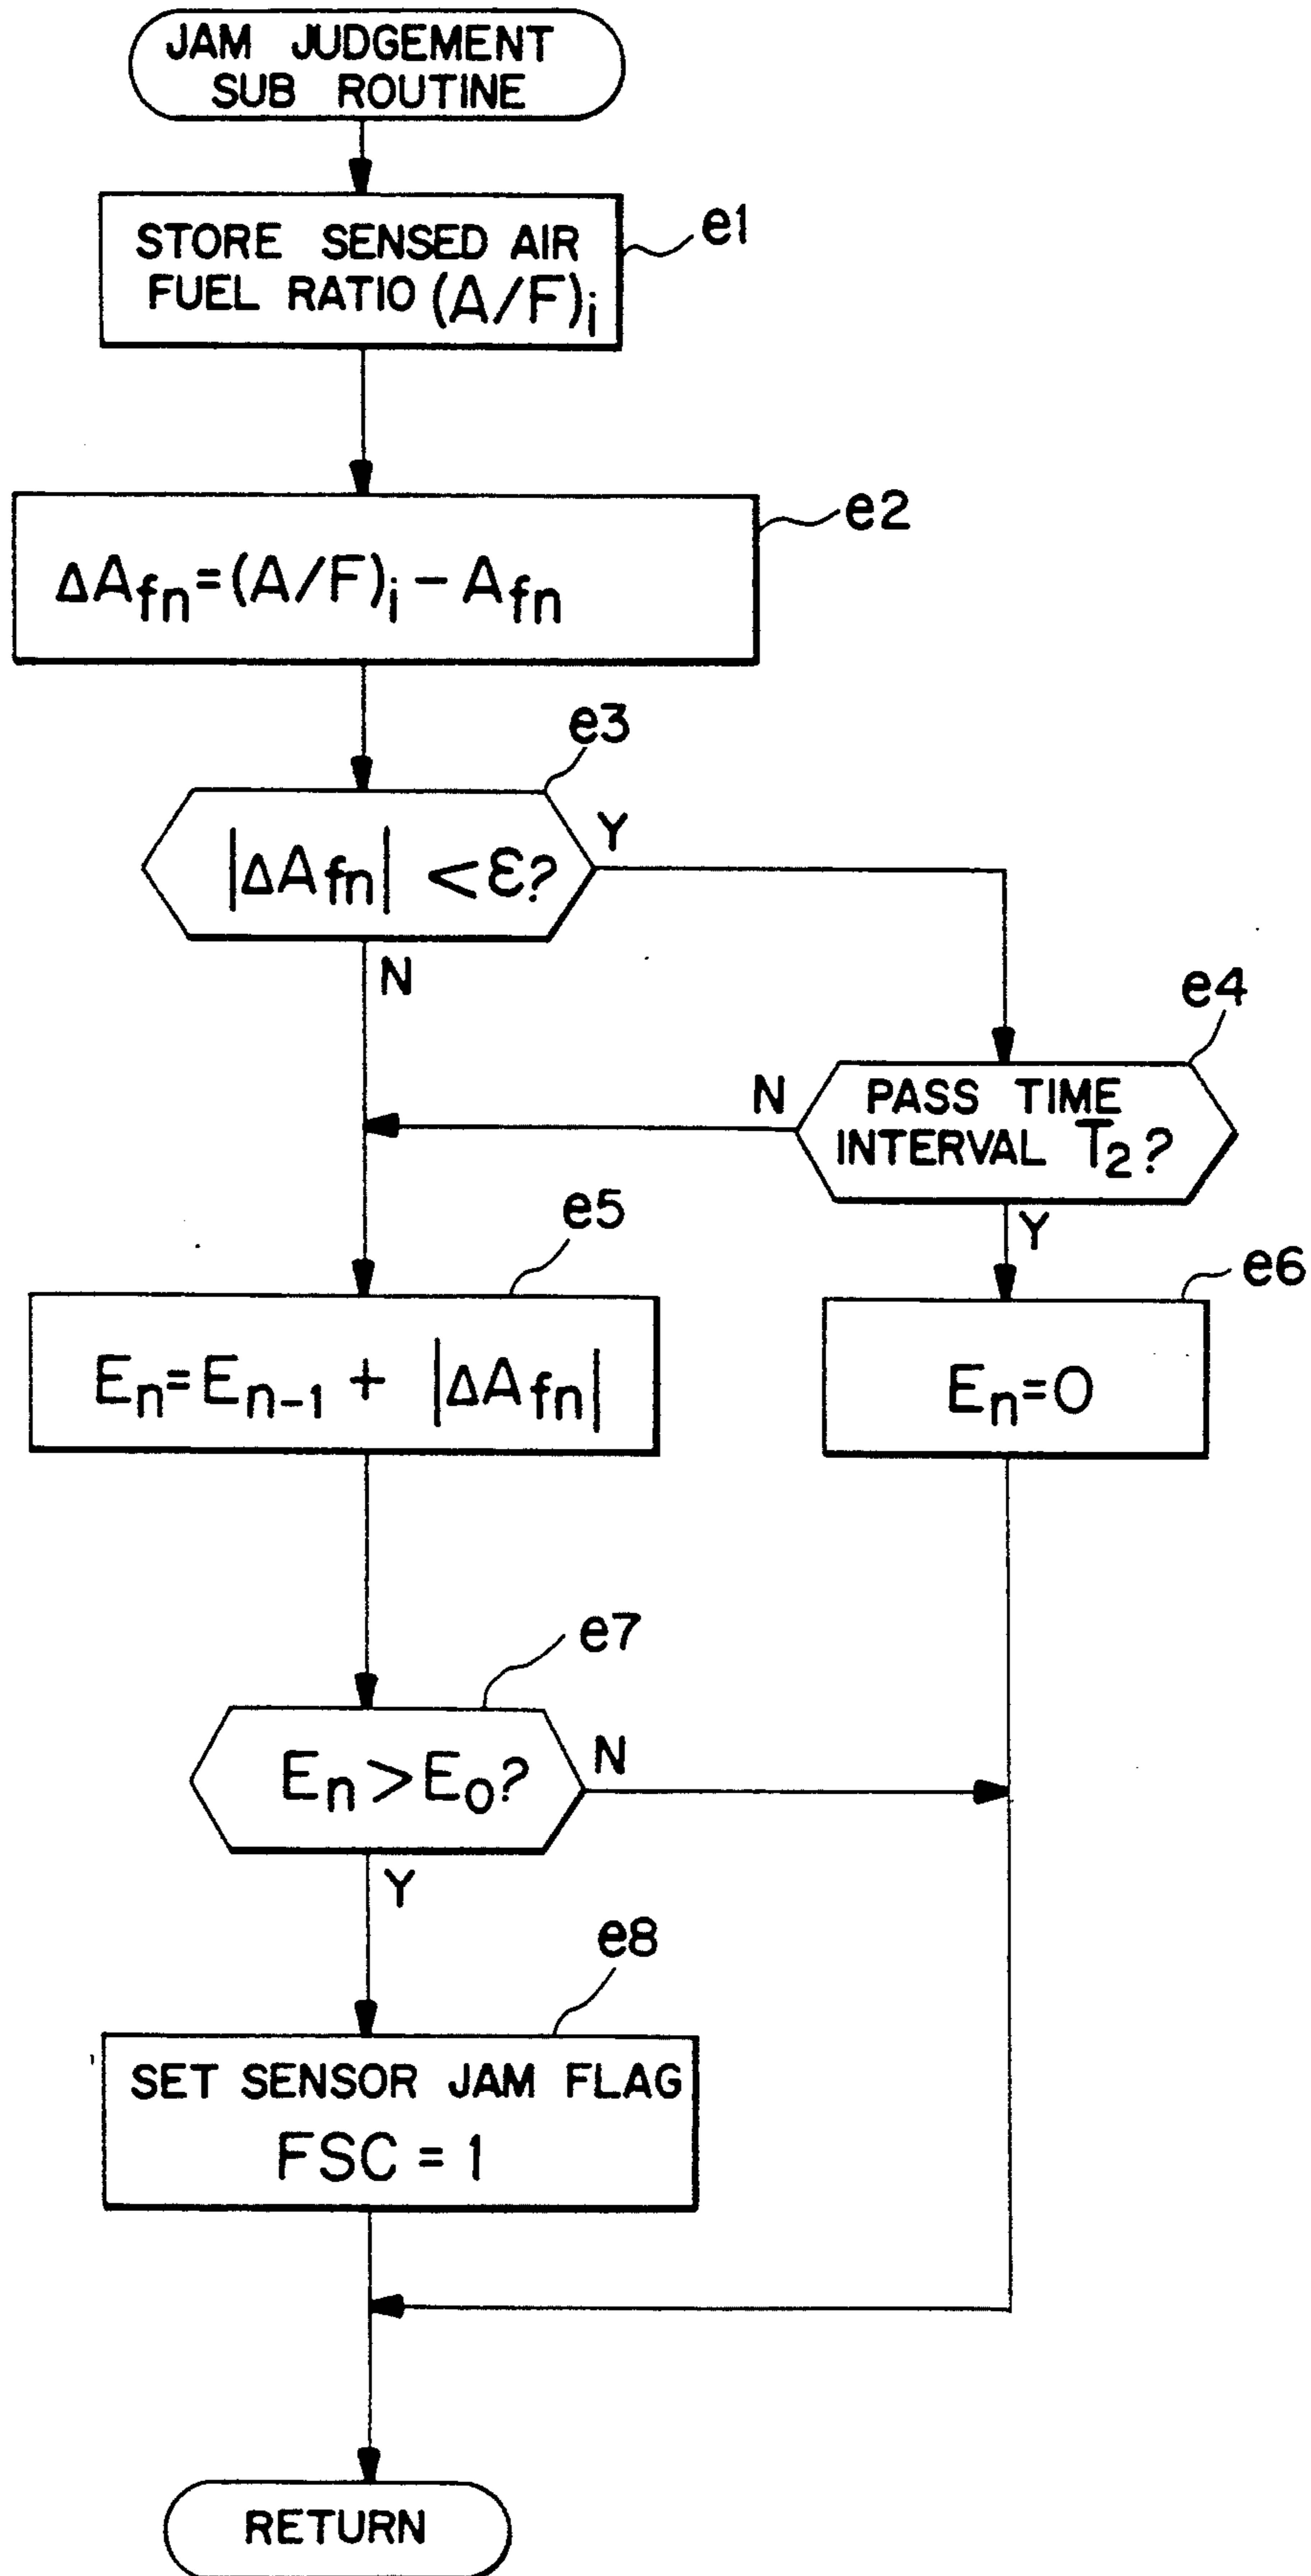 JAM JUDGEMENT
SUB ROUTINE
STORE SENSED AIR
FUEL RATIO (A/F)i
e1
ΔAfn=(A/F)i − Afn
e2
e3
|ΔAfn| < ε?
Y
N
e4
PASS TIME
INTERVAL T2?
N
Y
e5
En=En−1 + |ΔAfn|
e6
En=0
e7
En>E0?
N
Y
e8
SET SENSOR JAM FLAG
FSC = 1
RETURN